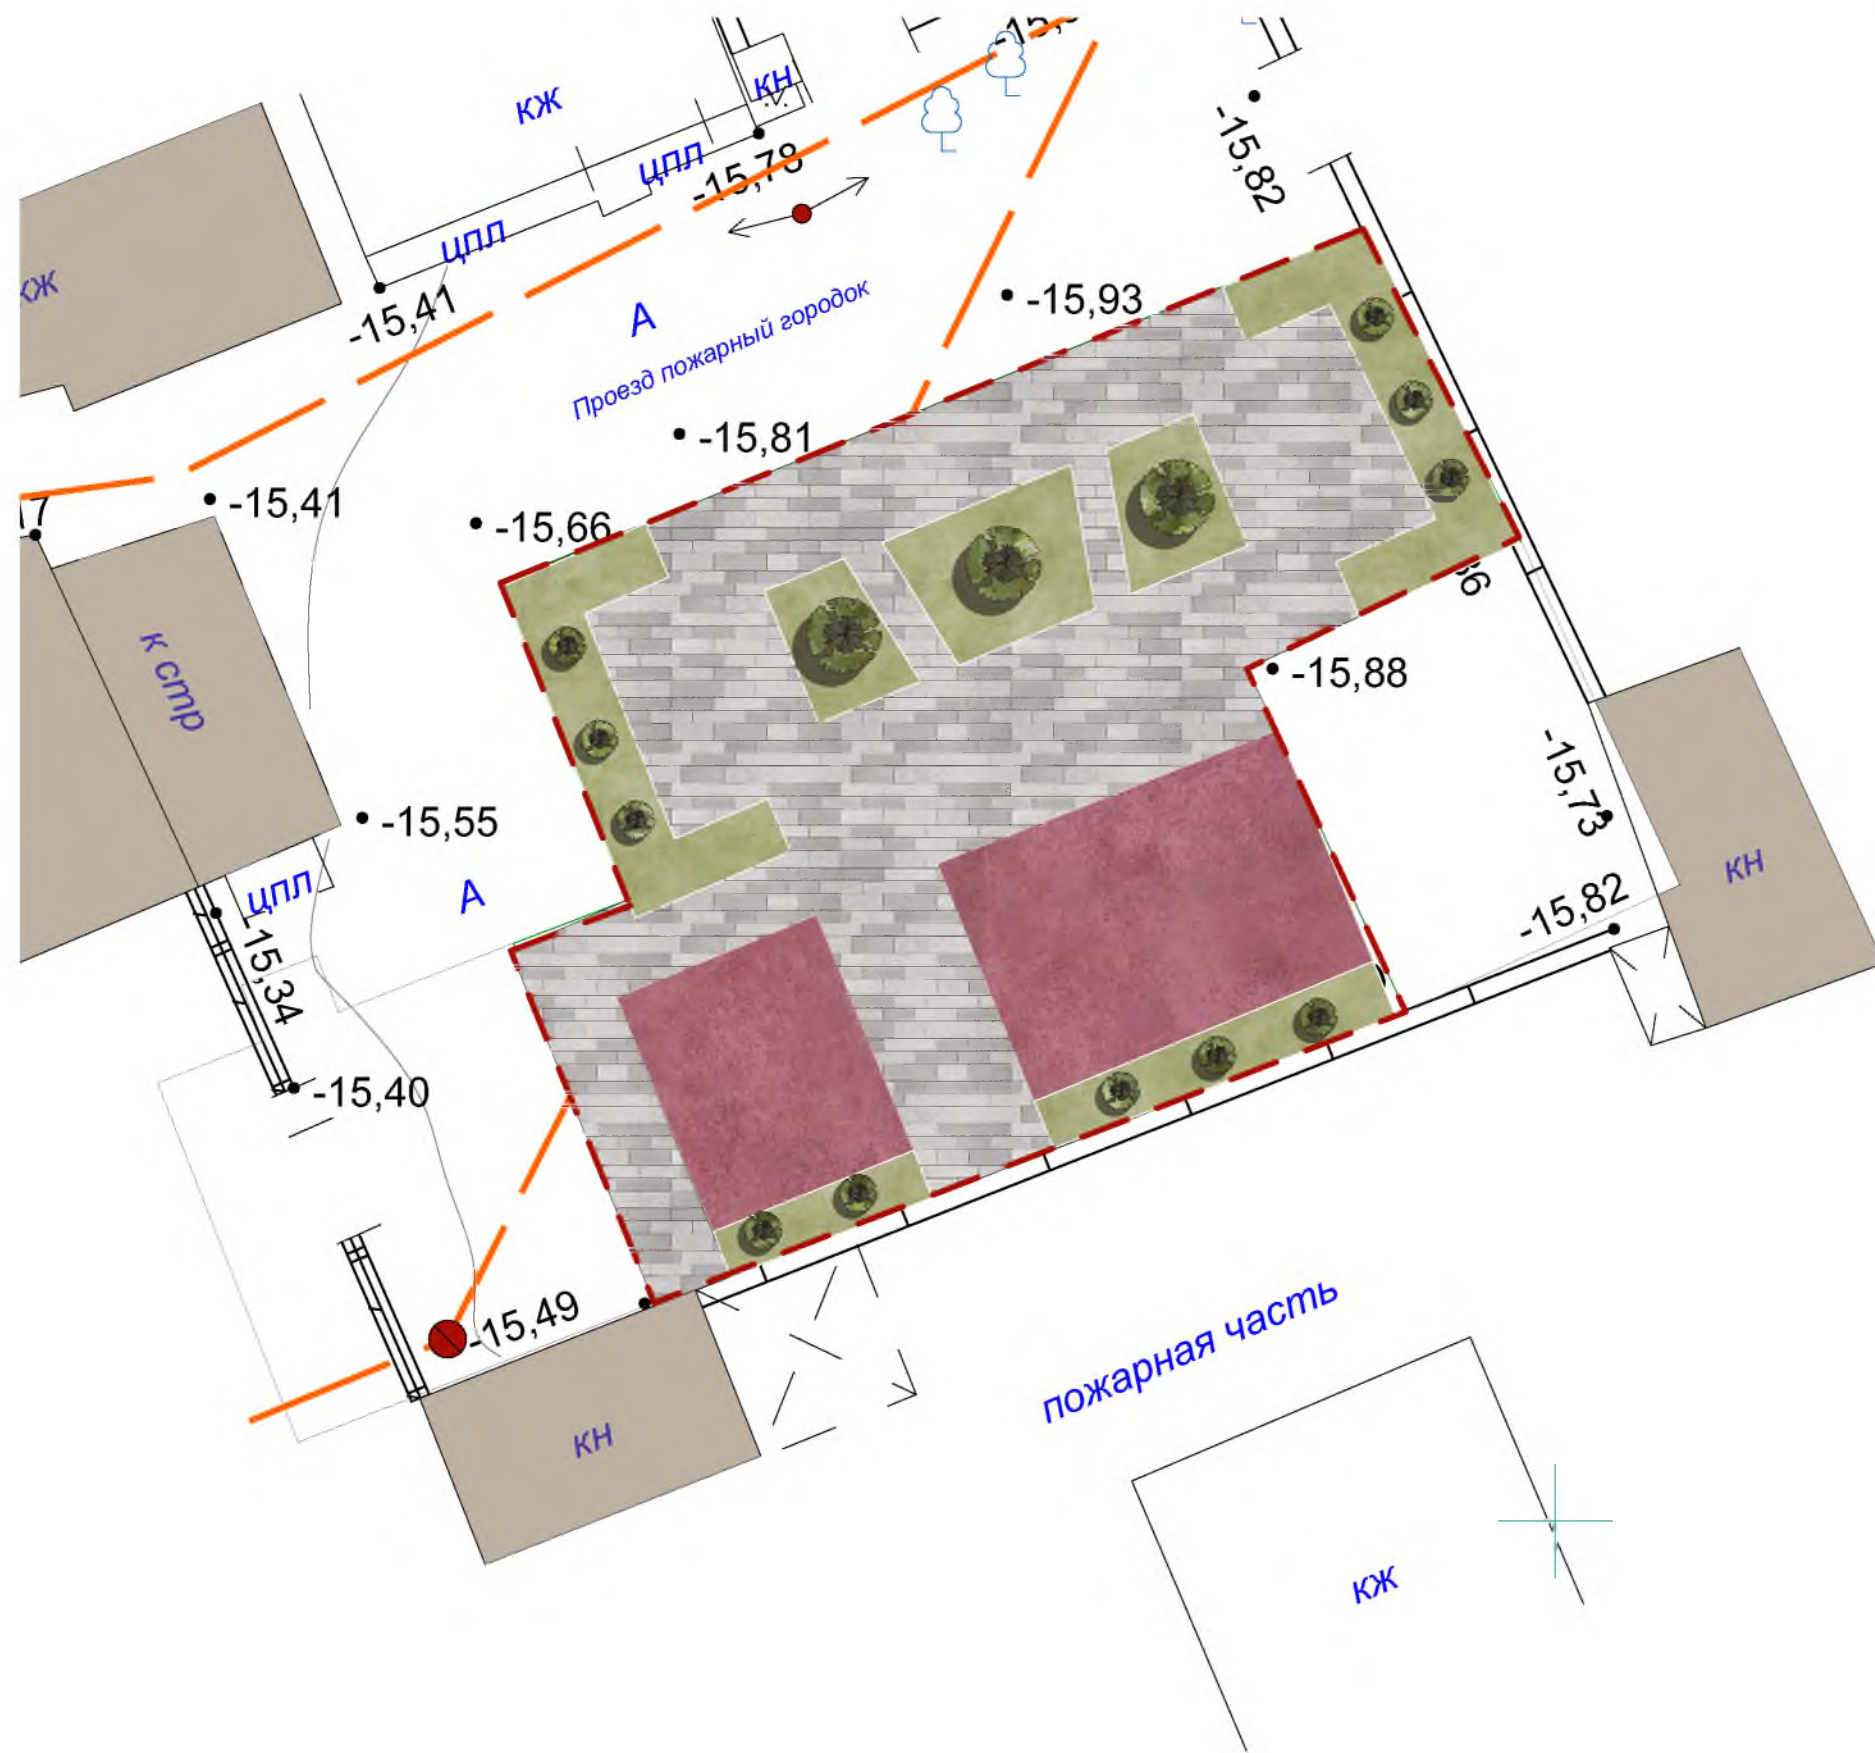 кж
кн
цпл
-15,78
-15,82
цпл
кж
-15,41
А
Проезд пожарный городок
-15,93
-15,81
17
-15,41
-15,66
к стр
-15,88
-15,55
-15,73
цпл
А
-15,82
кн
-15,34
-15,40
-15,49
пожарная часть
кн
кж